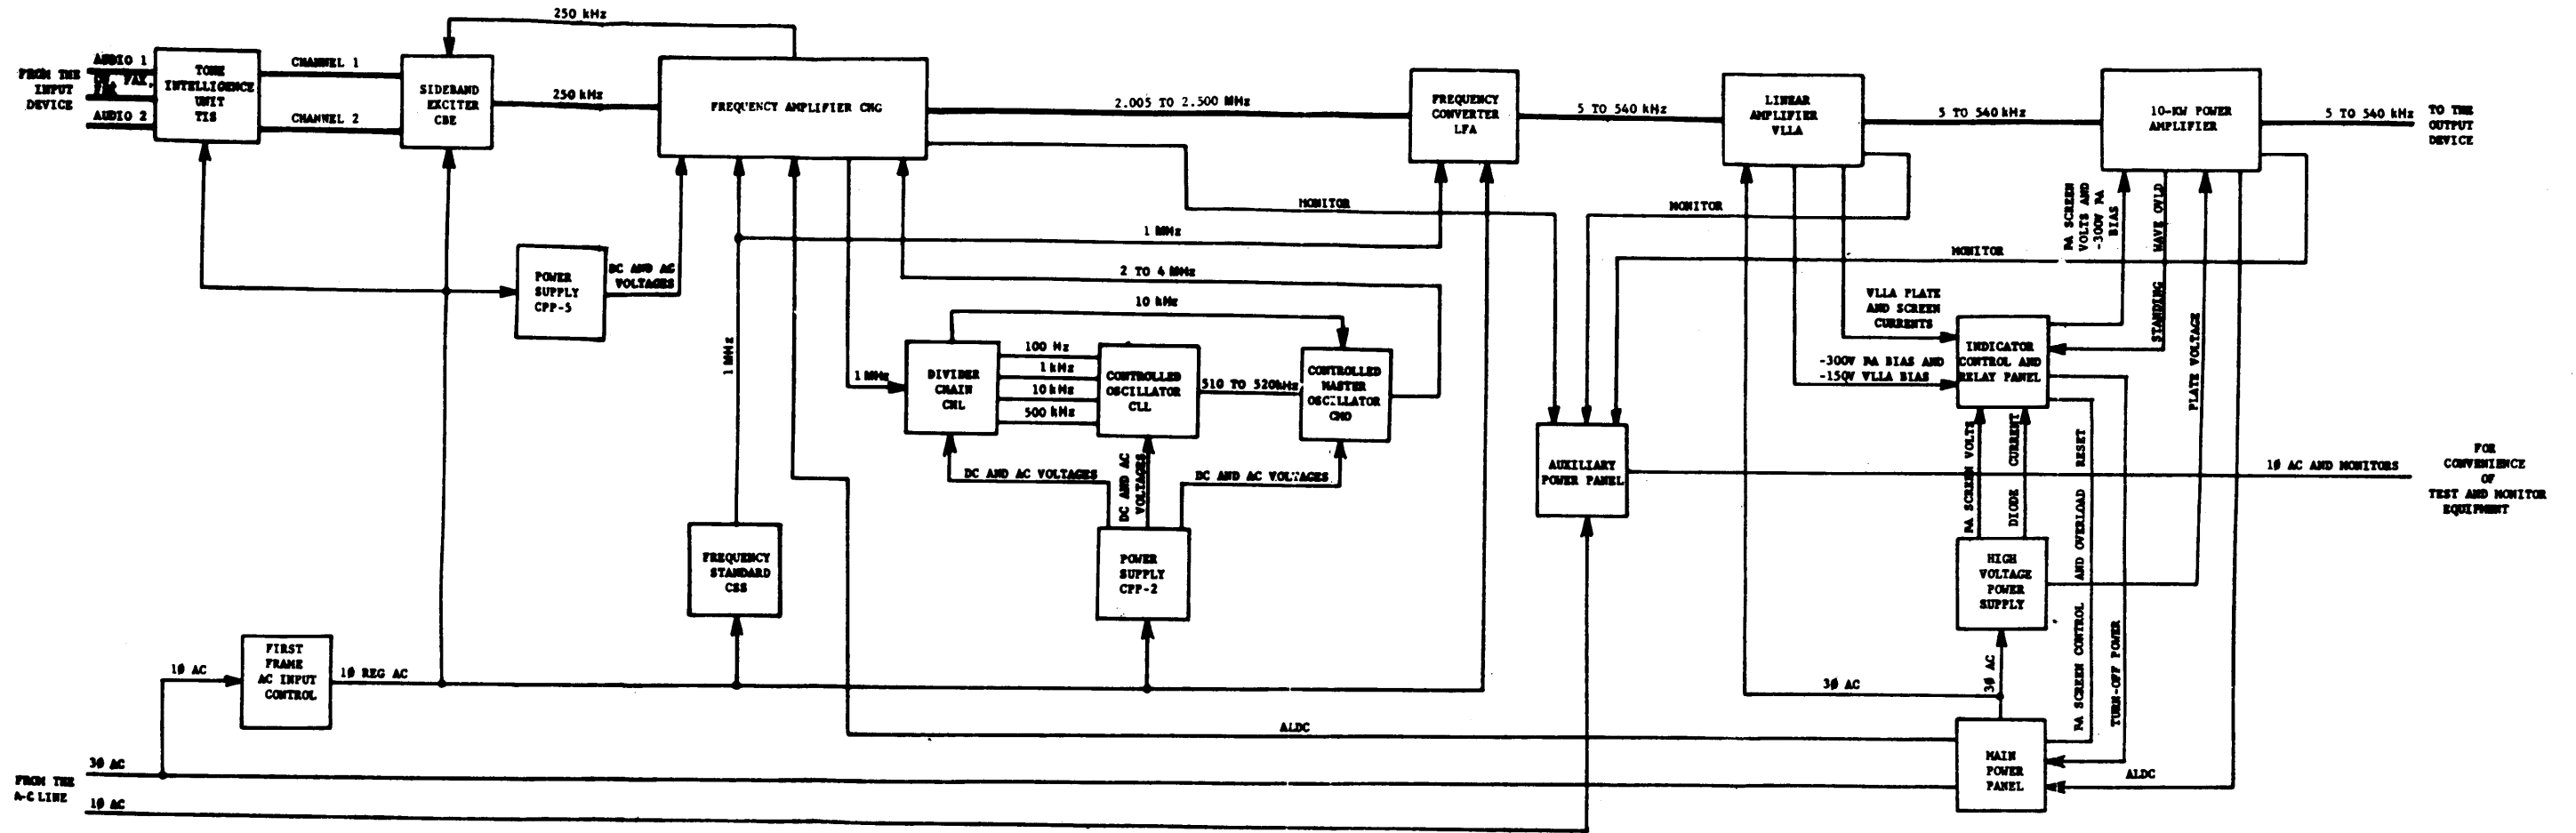 250 kHz
FROM THE
INPUT
DEVICE
AUDIO 1
FAX,
AUDIO 2
TONE
INTELLIGENCE
UNIT
TIS
CHANNEL 1
CHANNEL 2
SIDEBAND
EXCITER
CBE
250 kHz
FREQUENCY AMPLIFIER CMG
2.005 TO 2.500 MHz
FREQUENCY
CONVERTER
LFA
5 TO 540 kHz
LINEAR
AMPLIFIER
VLLA
5 TO 540 kHz
10-KW POWER
AMPLIFIER
5 TO 540 kHz
TO THE
OUTPUT
DEVICE
MONITOR
MONITOR
MONITOR
1 MHz
2 TO 4 MHz
10 kHz
PA SCREEN
VOLTS AND
-300V PA
BIAS
STANDING WAVE OVLD
PLATE VOLTAGE
POWER
SUPPLY
CPP-5
DC AND AC
VOLTAGES
1 MHz
1 MHz
DIVIDER
CHAIN
CHL
100 Hz
1 kHz
10 kHz
500 kHz
CONTROLLED
OSCILLATOR
CLL
510 TO 520kHz
CONTROLLED
MASTER
OSCILLATOR
CMO
VLLA PLATE
AND SCREEN
CURRENTS
-300V PA BIAS AND
-150V VLLA BIAS
INDICATOR
CONTROL AND
RELAY PANEL
DC AND AC VOLTAGES
DC AND AC
VOLTAGES
DC AND AC VOLTAGES
AUXILIARY
POWER PANEL
1Ø AC AND MONITORS
FOR
CONVENIENCE
OF
TEST AND MONITOR
EQUIPMENT
PA SCREEN VOLTS
DIODE CURRENT
PA SCREEN CONTROL AND OVERLOAD RESET
TURN-OFF POWER
FREQUENCY
STANDARD
CSS
POWER
SUPPLY
CPP-2
HIGH
VOLTAGE
POWER
SUPPLY
FIRST
FRAME
AC INPUT
CONTROL
1Ø AC
1Ø REG AC
3Ø AC
3Ø AC
ALDC
MAIN
POWER
PANEL
ALDC
FROM THE
A-C LINE
3Ø AC
1Ø AC